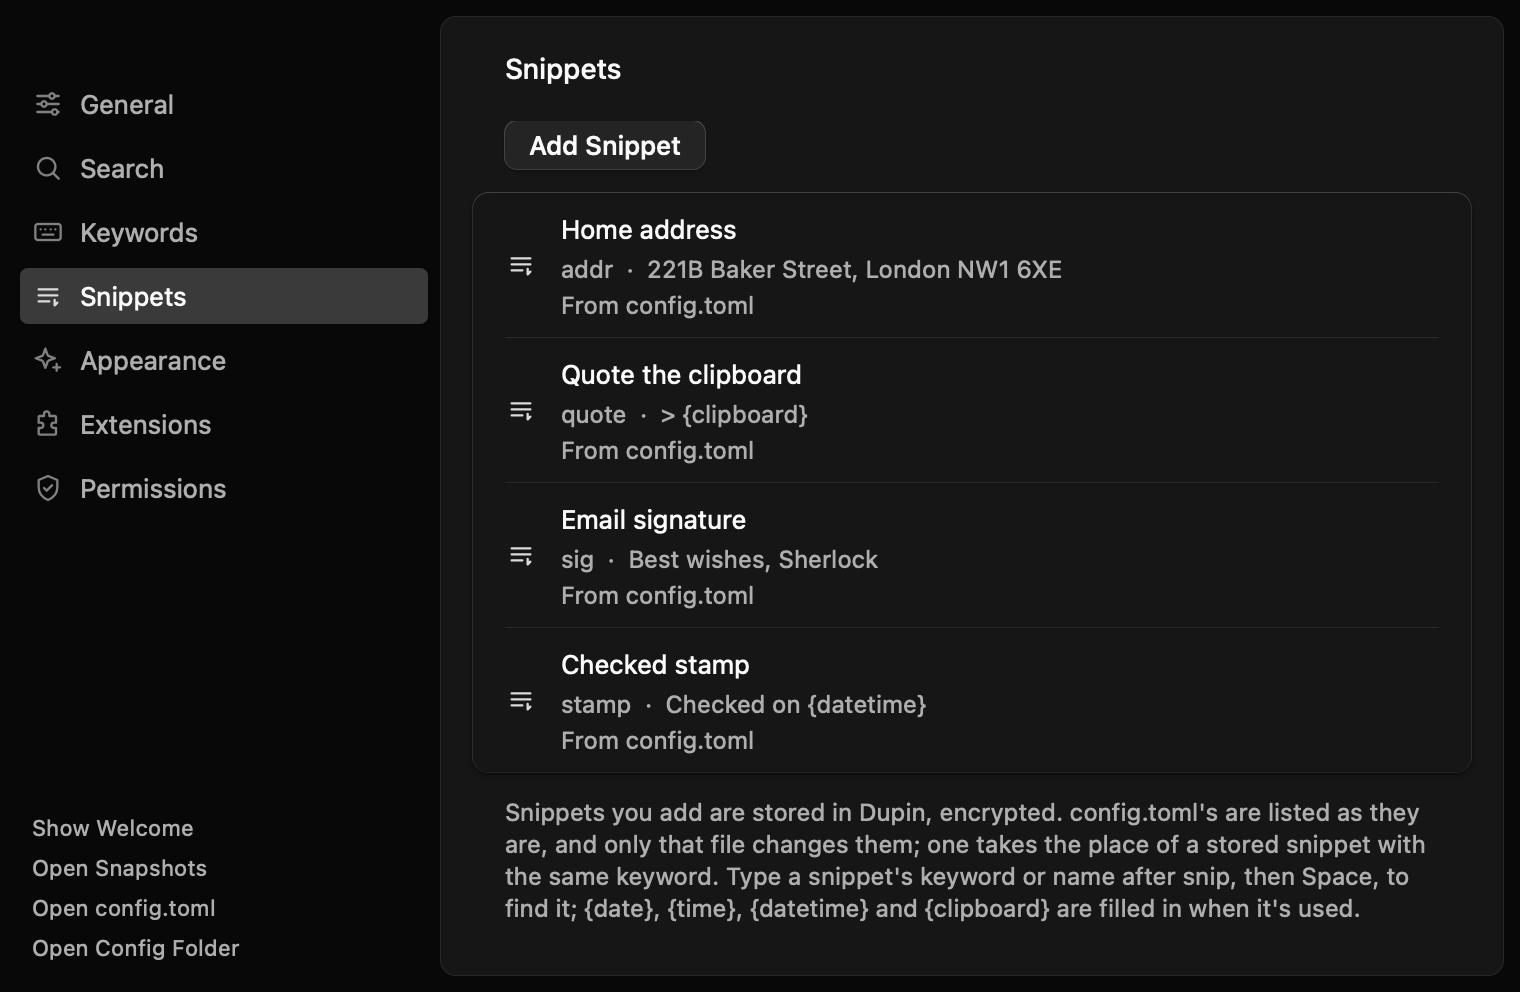 General
Search
Keywords
Snippets
Appearance
Extensions
Permissions
Show Welcome
Open Snapshots
Open config.toml
Open Config Folder
Snippets
Add Snippet
Home address
addr · 221B Baker Street, London NW1 6XE
From config.toml
Quote the clipboard
quote · > {clipboard}
From config.toml
Email signature
sig · Best wishes, Sherlock
From config.toml
Checked stamp
stamp · Checked on {datetime}
From config.toml
Snippets you add are stored in Dupin, encrypted. config.toml's are listed as they
are, and only that file changes them; one takes the place of a stored snippet with
the same keyword. Type a snippet's keyword or name after snip, then Space, to
find it; {date}, {time}, {datetime} and {clipboard} are filled in when it's used.